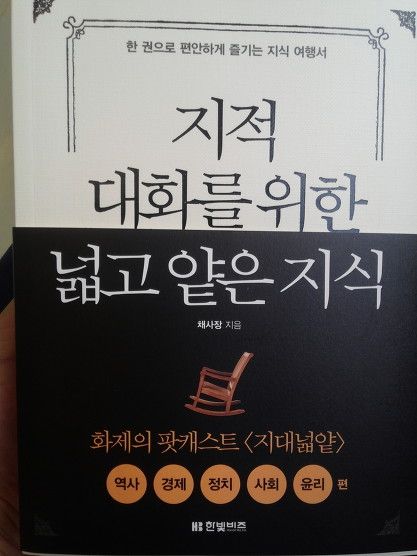 한 권으로 편안하게 즐기는 지식 여행서
지적
대화를 위한
넓고 얕은 지식
채사장 지음
화제의 팟캐스트 〈지대넓얕〉
역사 경제 정치 사회 윤리 편
HB 한빛비즈